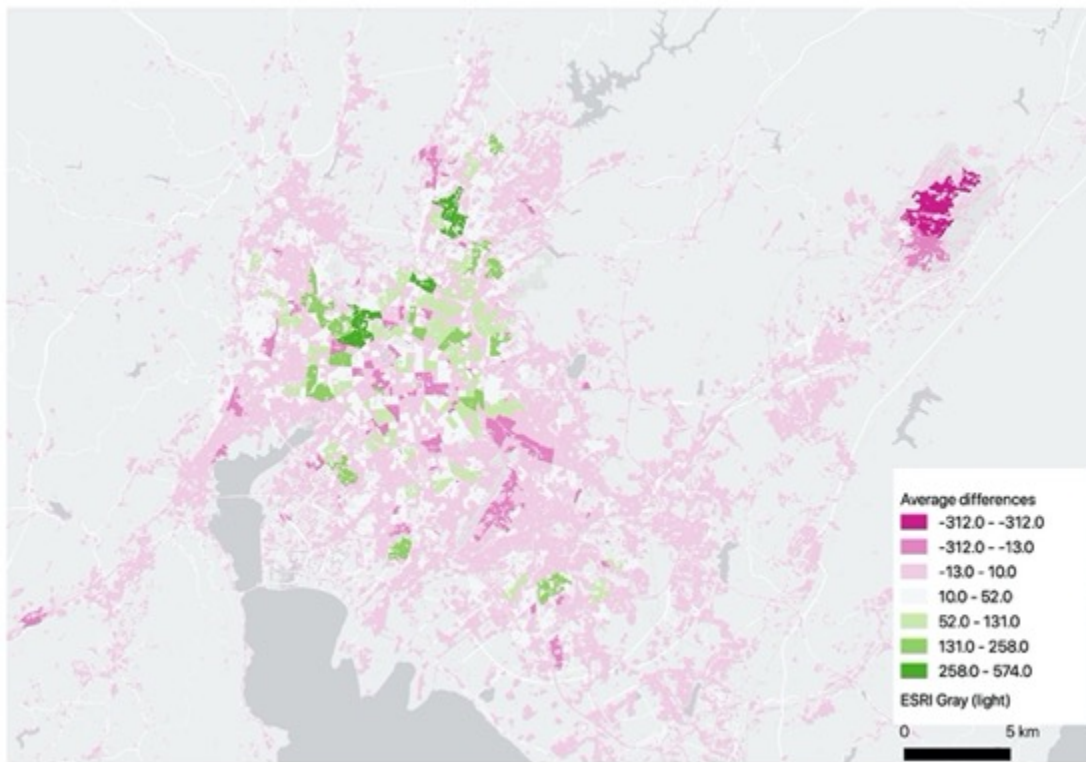 Average differences
-312.0 - -312.0
-312.0 - -13.0
-13.0 - 10.0
10.0 - 52.0
52.0 - 131.0
131.0 - 258.0
258.0 - 574.0
ESRI Gray (light)
0 5 km